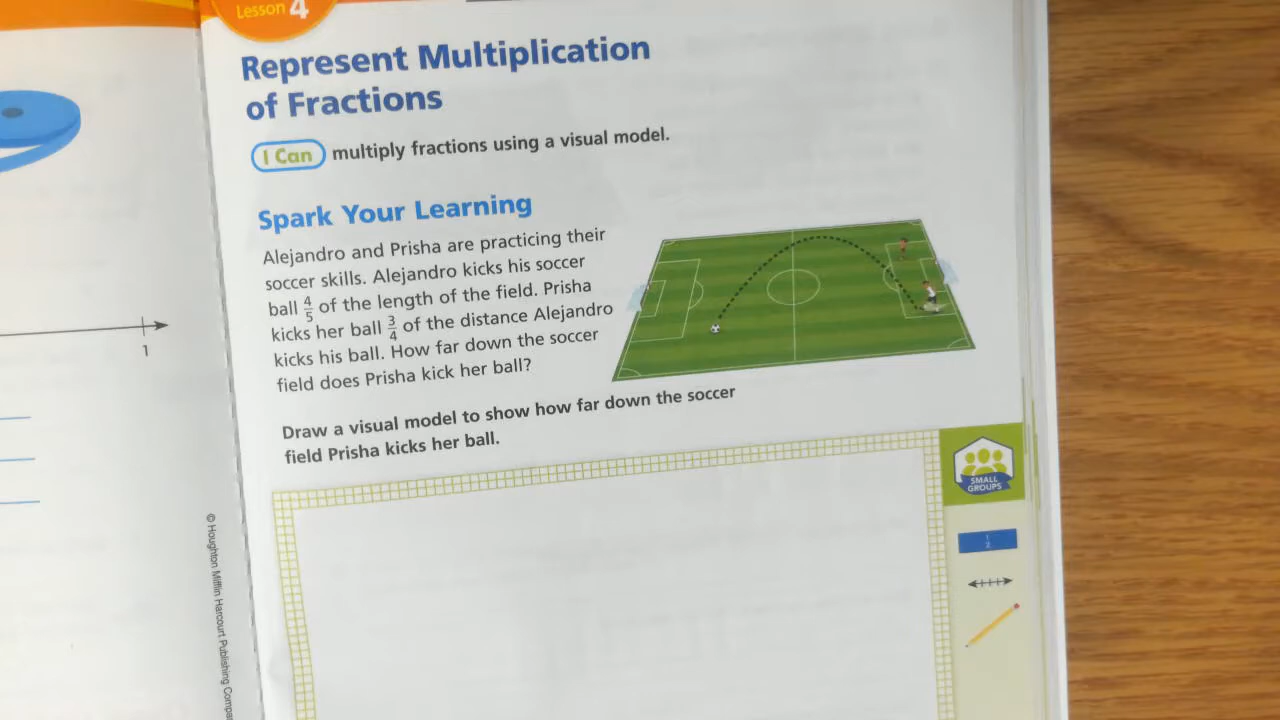 Lesson 4
Represent Multiplication
of Fractions
I Can multiply fractions using a visual model.
Spark Your Learning
Alejandro and Prisha are practicing their
soccer skills. Alejandro kicks his soccer
ball 4/5 of the length of the field. Prisha
kicks her ball 3/4 of the distance Alejandro
kicks his ball. How far down the soccer
field does Prisha kick her ball?
Draw a visual model to show how far down the soccer
field Prisha kicks her ball.
SMALL
GROUPS
1/2
1
© Houghton Mifflin Harcourt Publishing